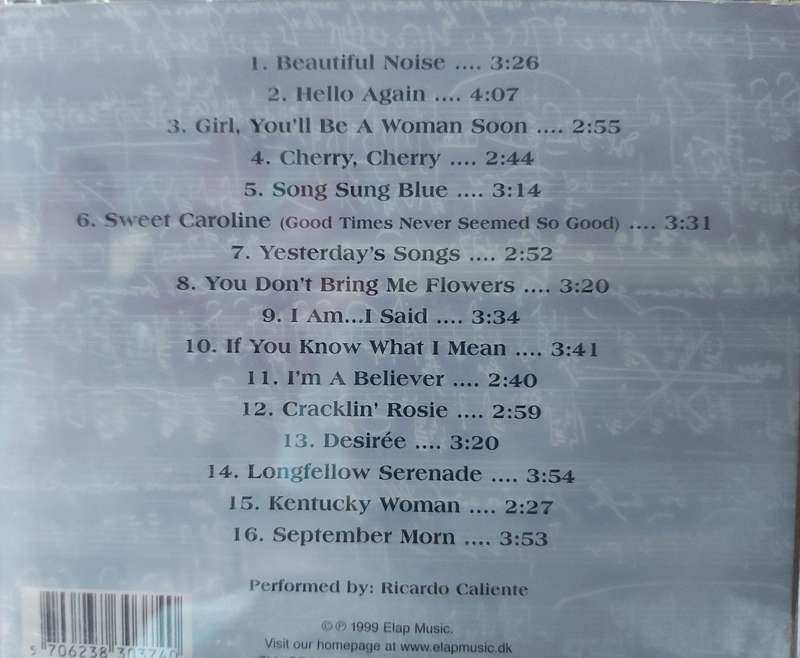 1. Beautiful Noise .... 3:26
2. Hello Again .... 4:07
3. Girl, You'll Be A Woman Soon .... 2:55
4. Cherry, Cherry .... 2:44
5. Song Sung Blue .... 3:14
6. Sweet Caroline (Good Times Never Seemed So Good) .... 3:31
7. Yesterday's Songs .... 2:52
8. You Don't Bring Me Flowers .... 3:20
9. I Am...I Said .... 3:34
10. If You Know What I Mean .... 3:41
11. I'm A Believer .... 2:40
12. Cracklin' Rosie .... 2:59
13. Desirée .... 3:20
14. Longfellow Serenade .... 3:54
15. Kentucky Woman .... 2:27
16. September Morn .... 3:53
Performed by: Ricardo Caliente
©℗ 1999 Elap Music.
Visit our homepage at www.elapmusic.dk
5 706238 303740